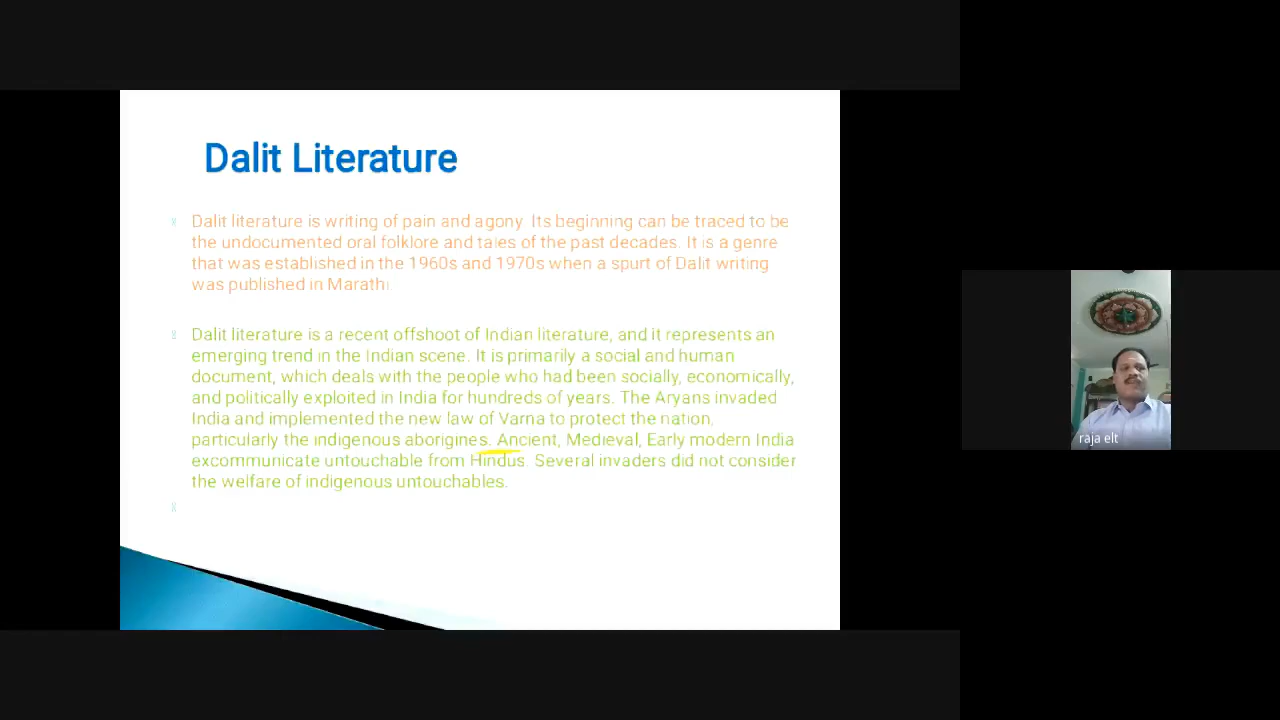 Dalit Literature
Dalit literature is writing of pain and agony. Its beginning can be traced to be
the undocumented oral folklore and tales of the past decades. It is a genre
that was established in the 1960s and 1970s when a spurt of Dalit writing
was published in Marathi
Dalit literature is a recent offshoot of Indian literature, and it represents an
emerging trend in the Indian scene. It is primarily a social and human
document, which deals with the people who had been socially, economically,
and politically exploited in India for hundreds of years. The Aryans invaded
India and implemented the new law of Varna to protect the nation,
particularly the indigenous aborigines. Ancient, Medieval, Early modern India
excommunicate untouchable from Hindus. Several invaders did not consider
the welfare of indigenous untouchables.
raja elt